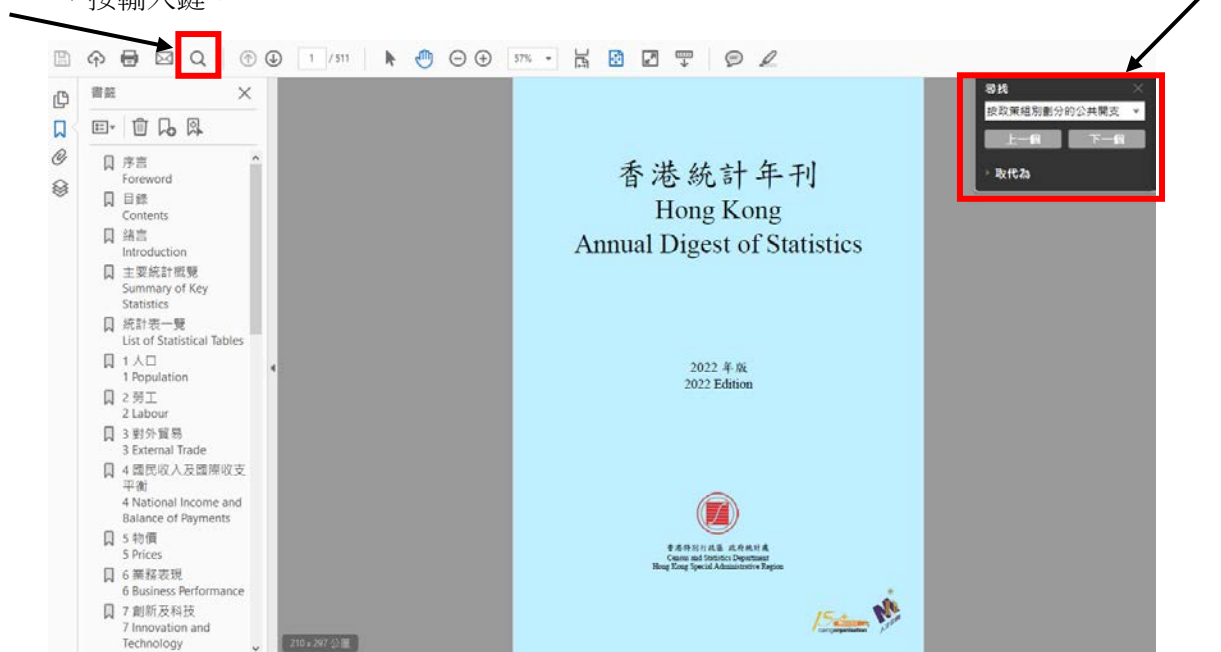 ，按輸入鍵。
1 / 511
57%
書籤
序言
Foreword
目錄
Contents
緒言
Introduction
主要統計概覽
Summary of Key
Statistics
統計表一覽
List of Statistical Tables
1 人口
1 Population
2 勞工
2 Labour
3 對外貿易
3 External Trade
4 國民收入及國際收支
平衡
4 National Income and
Balance of Payments
5 物價
5 Prices
6 業務表現
6 Business Performance
7 創新及科技
7 Innovation and
Technology
210 x 297 公厘
香港統計年刊
Hong Kong
Annual Digest of Statistics
2022 年版
2022 Edition
香港特別行政區 政府統計處
Census and Statistics Department
Hong Kong Special Administrative Region
尋找
按政策組別劃分的公共開支
上一個 下一個
取代為